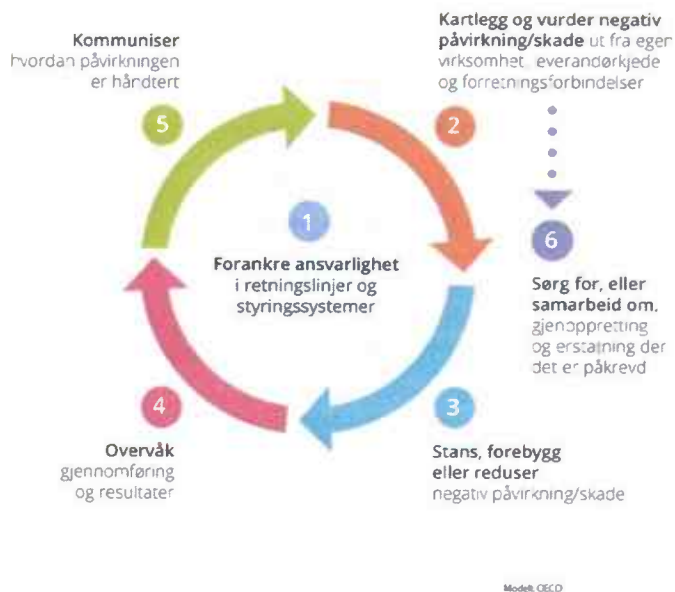 Kommuniser
hvordan påvirkningen
er håndtert
5
Kartlegg og vurder negativ
påvirkning/skade ut fra egen
virksomhet leverandørkjede
og forretningsforbindelser
2
1
Forankre ansvarlighet
i retningslinjer og
styringssystemer
6
Sørg for, eller
samarbeid om,
gjenoppretting
og erstatning der
det er påkrevd
4
Overvåk
gjennomføring
og resultater
3
Stans, forebygg
eller reduser
negativ påvirkning/skade
Modell: OECD